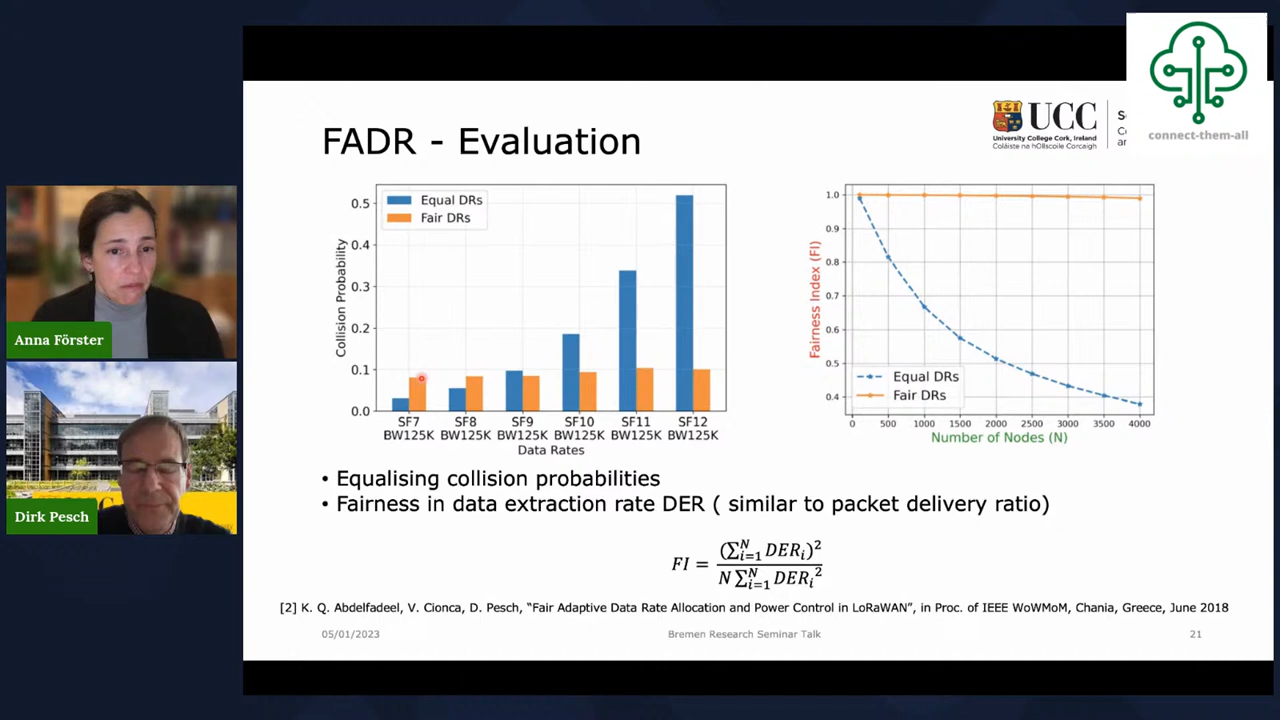 FADR - Evaluation
UCC
University College Cork, Ireland
Coláiste na hOllscoile Corcaigh
connect-them-all
Anna Förster
Dirk Pesch
Equal DRs
Fair DRs
Collision Probability
0.5
0.4
0.3
0.2
0.1
0.0
SF7 SF8 SF9 SF10 SF11 SF12
BW125K BW125K BW125K BW125K BW125K BW125K
Data Rates
Fairness Index (FI)
1.0
0.9
0.8
0.7
0.6
0.5
0.4
Equal DRs
Fair DRs
0 500 1000 1500 2000 2500 3000 3500 4000
Number of Nodes (N)
• Equalising collision probabilities
• Fairness in data extraction rate DER ( similar to packet delivery ratio)
FI = (∑ᵢ₌₁ᴺ DERᵢ)² / N ∑ᵢ₌₁ᴺ DERᵢ²
[2] K. Q. Abdelfadeel, V. Cionca, D. Pesch, “Fair Adaptive Data Rate Allocation and Power Control in LoRaWAN”, in Proc. of IEEE WoWMoM, Chania, Greece, June 2018
05/01/2023 Bremen Research Seminar Talk 21